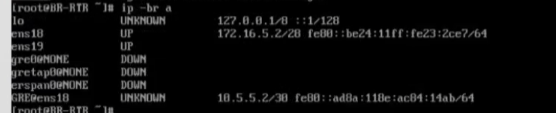 [root@BR-RTR ~]# ip -br a
lo UNKNOWN 127.0.0.1/8 ::1/128
ens18 UP 172.16.5.2/28 fe80::be24:11ff:fe23:2ce7/64
ens19 UP
gre0@NONE DOWN
gretap0@NONE DOWN
erspan0@NONE DOWN
GRE@ens18 UNKNOWN 10.5.5.2/30 fe80::ad8a:118e:ac84:14ab/64
[root@BR-RTR ~]#